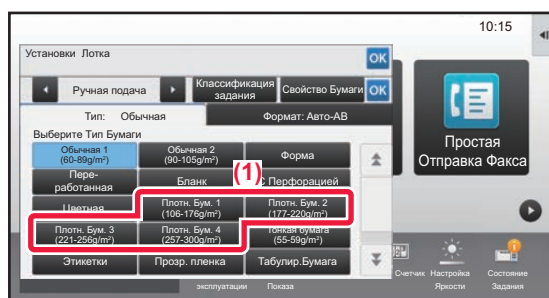 10:15
Установки Лотка
OK
Ручная подача
Классификация задания
Свойство Бумаги
OK
Тип: Обычная
Формат: Авто-AB
Выберите Тип Бумаги
Обычная 1
(60-89g/m²)
Обычная 2
(90-105g/m²)
Форма
Пере-
работанная
Бланк
(1)
С Перфорацией
Цветная
Плотн. Бум. 1
(106-176g/m²)
Плотн. Бум. 2
(177-220g/m²)
Плотн. Бум. 3
(221-256g/m²)
Плотн. Бум. 4
(257-300g/m²)
Тонкая бумага
(55-59g/m²)
Этикетки
Прозр. пленка
Табулир.Бумага
Простая
Отправка Факса
эксплуатации
Показа
Счетчик
Настройка
Яркости
Состояние
Задания